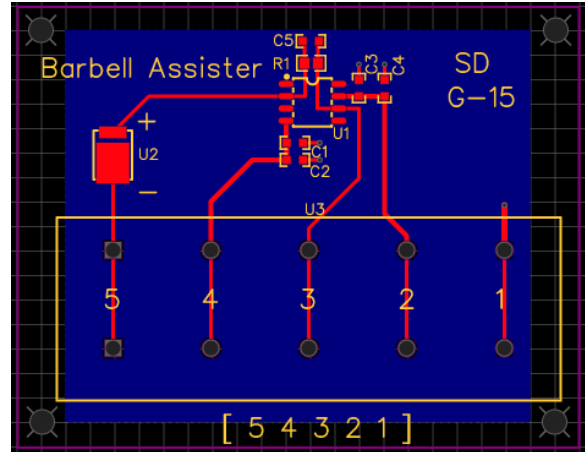 C5
Barbell Assister
R1
C3
C4
SD
G-15
U1
+
U2
-
C1
C2
U3
5 4 3 2 1
[ 5 4 3 2 1 ]